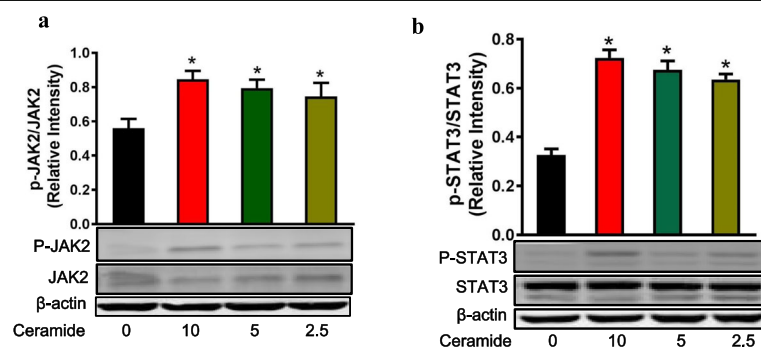 a
p-JAK2/JAK2
(Relative Intensity)
1.0
0.8
0.6
0.4
0.2
0.0
* * *
P-JAK2
JAK2
β-actin
Ceramide 0 10 5 2.5
b
p-STAT3/STAT3
(Relative Intensity)
0.8
0.6
0.4
0.2
0.0
* * *
P-STAT3
STAT3
β-actin
Ceramide 0 10 5 2.5